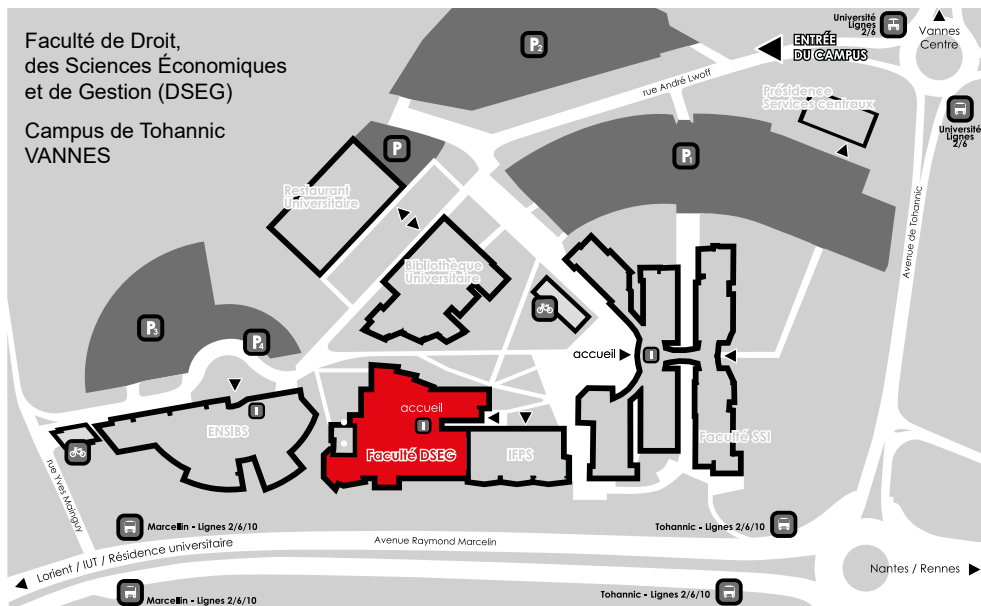 Faculté de Droit,
des Sciences Économiques
et de Gestion (DSEG)
Campus de Tohannic
VANNES
P2
ENTRÉE
DU CAMPUS
Université
Lignes
2/6
Vannes
Centre
rue André Lwoff
Présidence
Services centraux
Université
Lignes
2/6
P
P1
Restaurant
Universitaire
Bibliothèque
Universitaire
Avenue de Tohannic
P3
P4
accueil
I
accueil
I
I
ENSIBS
Faculté DSEG
IFPS
Faculté SSI
rue Yves Mainguy
Marcellin - Lignes 2/6/10
Tohannic - Lignes 2/6/10
Avenue Raymond Marcelin
Lorient / IUT / Résidence universitaire
Nantes / Rennes
Marcellin - Lignes 2/6/10
Tohannic - Lignes 2/6/10